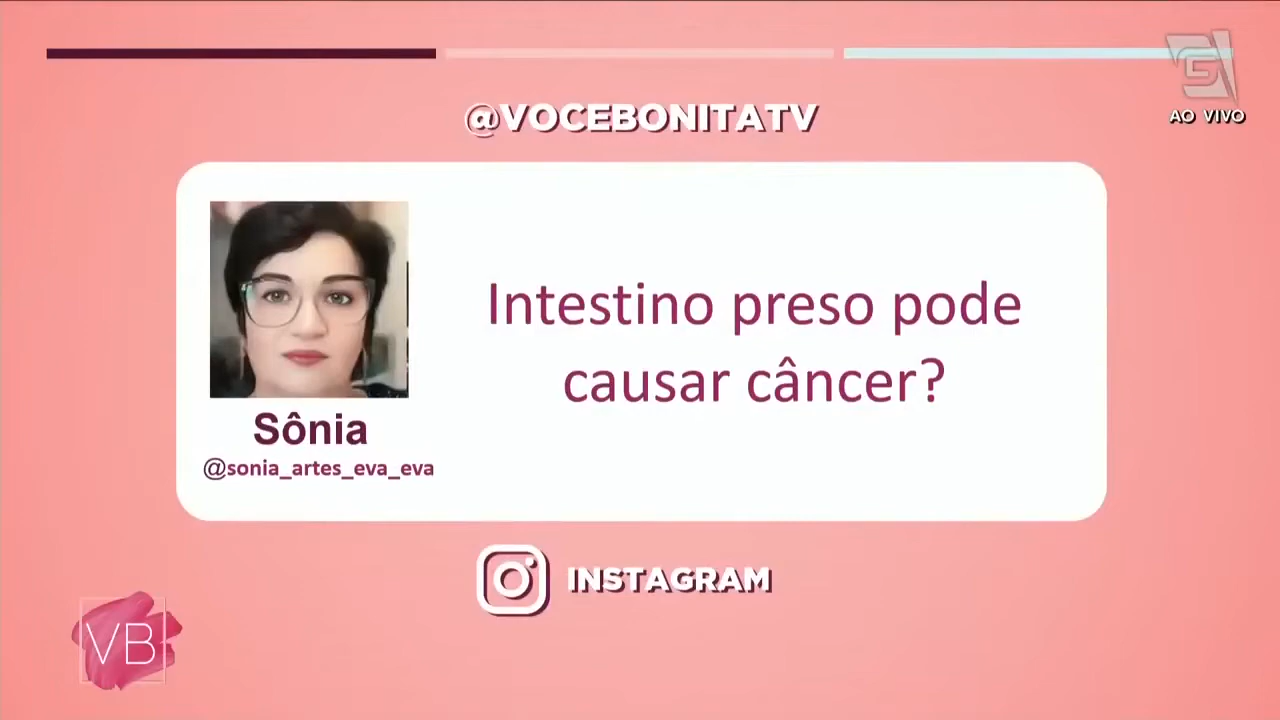 @VOCEBONITATV
AO VIVO
Intestino preso pode
causar câncer?
Sônia
@sonia_artes_eva_eva
INSTAGRAM
VB